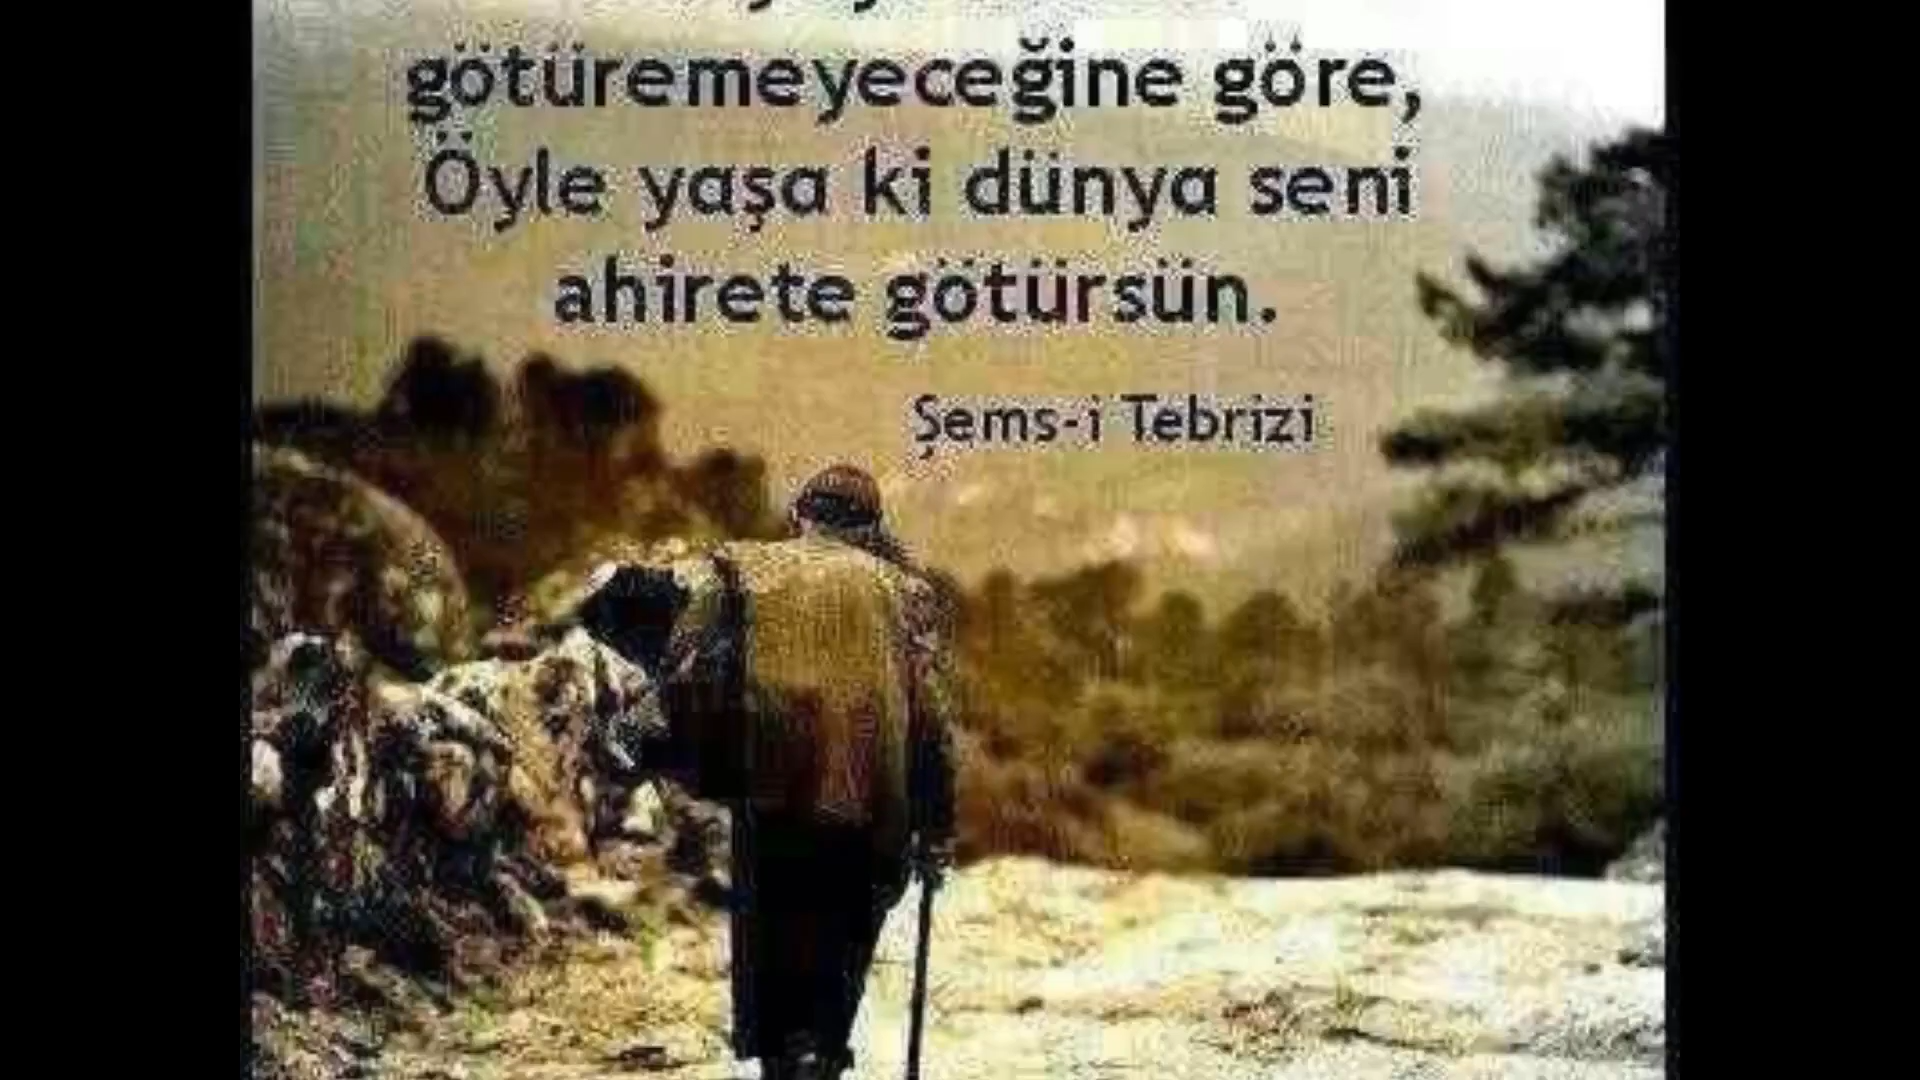 götüremeyeceğine göre,
Öyle yaşa ki dünya seni
ahirete götürsün.
Şems-i Tebrizi